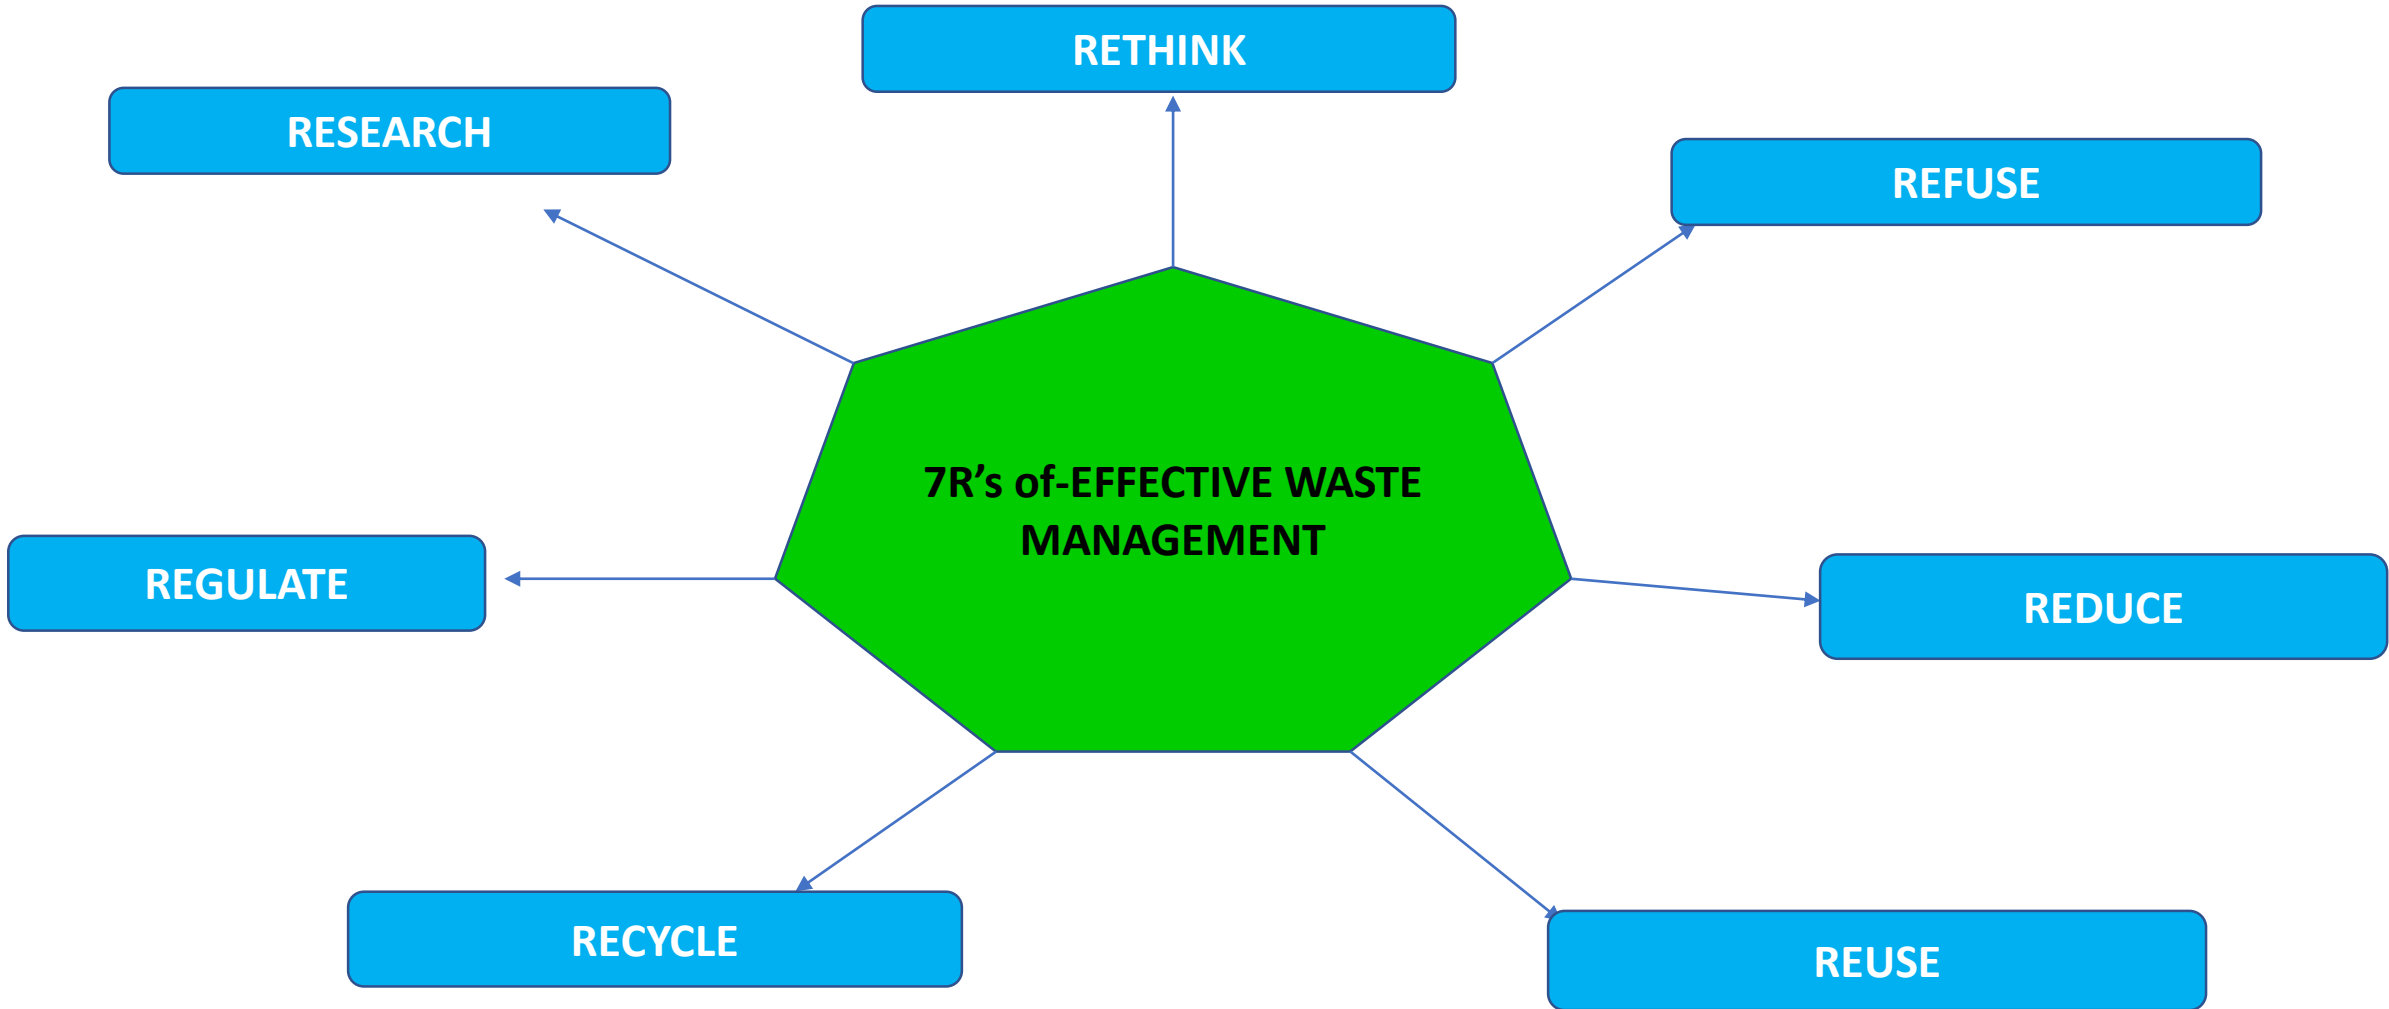 RETHINK
RESEARCH
REFUSE
7R’s of-EFFECTIVE WASTE
MANAGEMENT
REGULATE
REDUCE
RECYCLE
REUSE